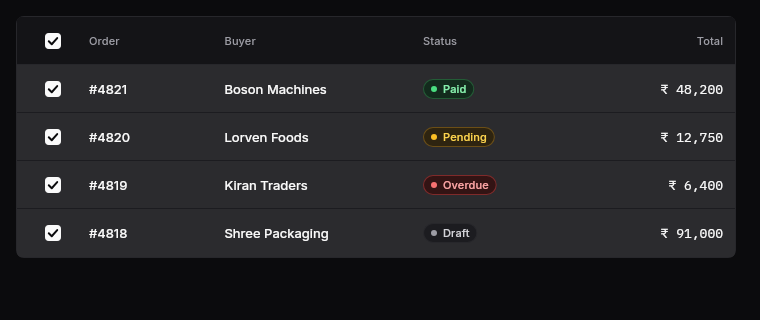 Order Buyer Status Total
#4821 Boson Machines Paid ₹ 48,200
#4820 Lorven Foods Pending ₹ 12,750
#4819 Kiran Traders Overdue ₹ 6,400
#4818 Shree Packaging Draft ₹ 91,000